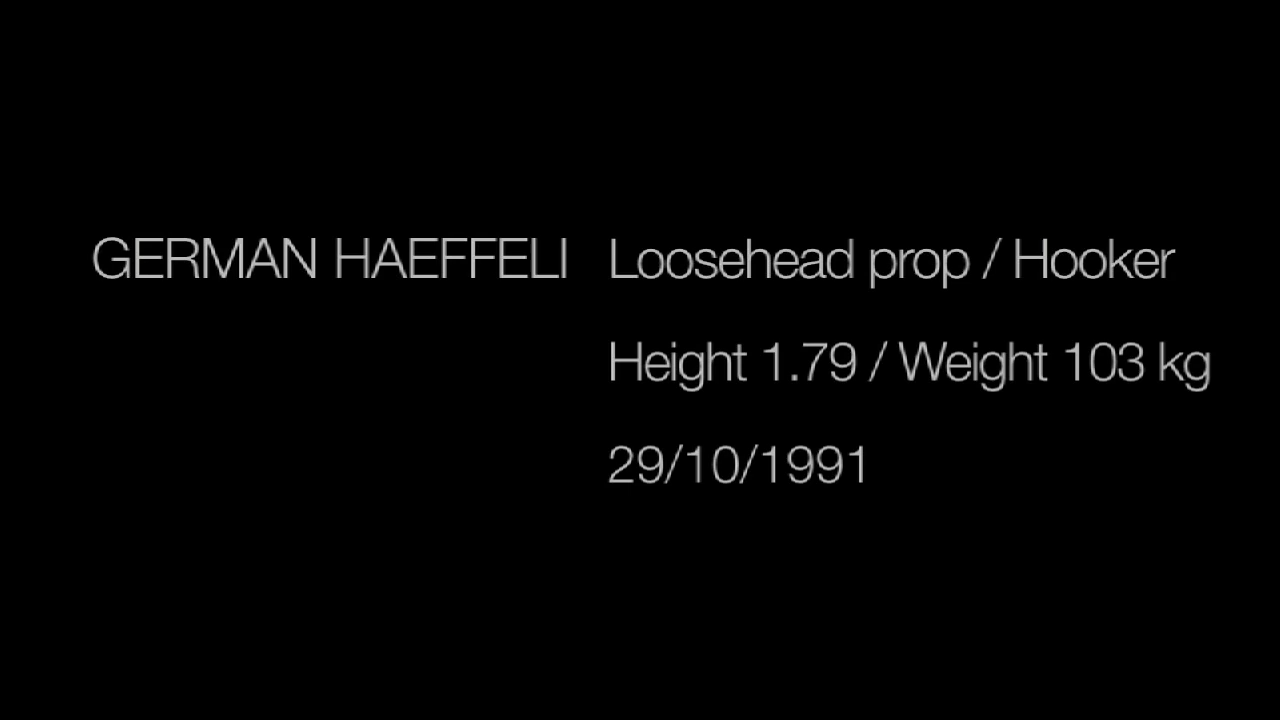 GERMAN HAEFFELI Loosehead prop / Hooker
Height 1.79 / Weight 103 kg
29/10/1991